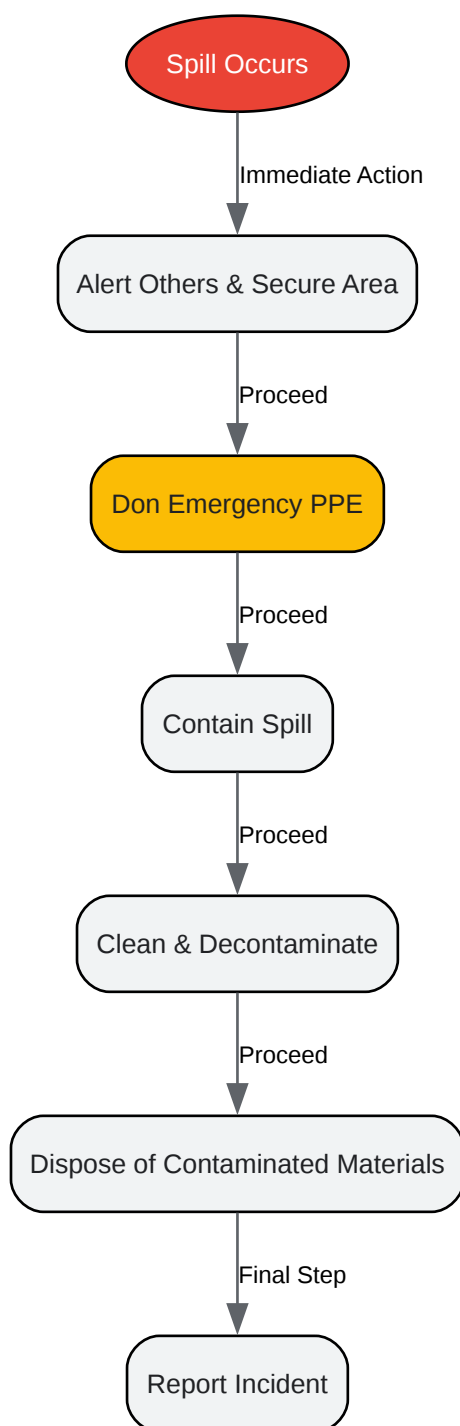 Spill Occurs
Immediate Action
Alert Others & Secure Area
Proceed
Don Emergency PPE
Proceed
Contain Spill
Proceed
Clean & Decontaminate
Proceed
Dispose of Contaminated Materials
Final Step
Report Incident